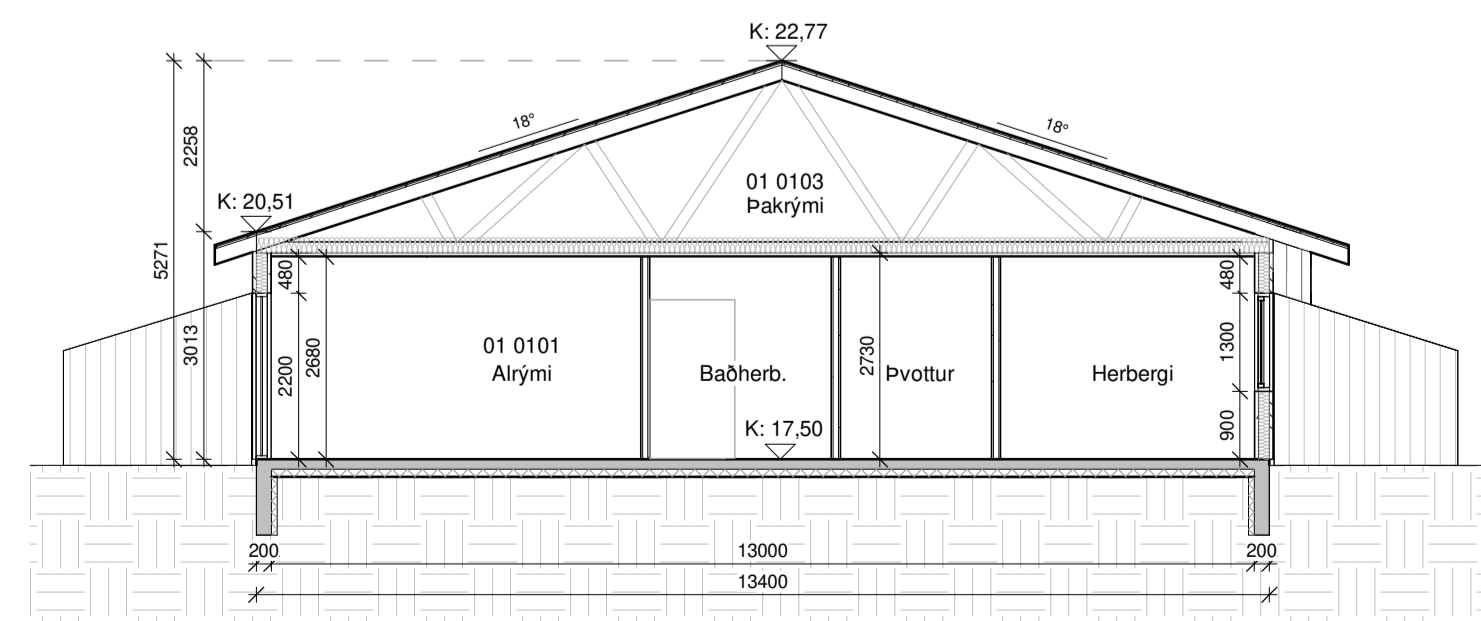 K: 22,77
18°
18°
2258
K: 20,51
01 0103
Þakrými
5271
480
480
3013
2200
2680
01 0101
Alrými
Baðherb.
2730
Þvottur
Herbergi
1300
900
K: 17,50
200
13000
200
13400